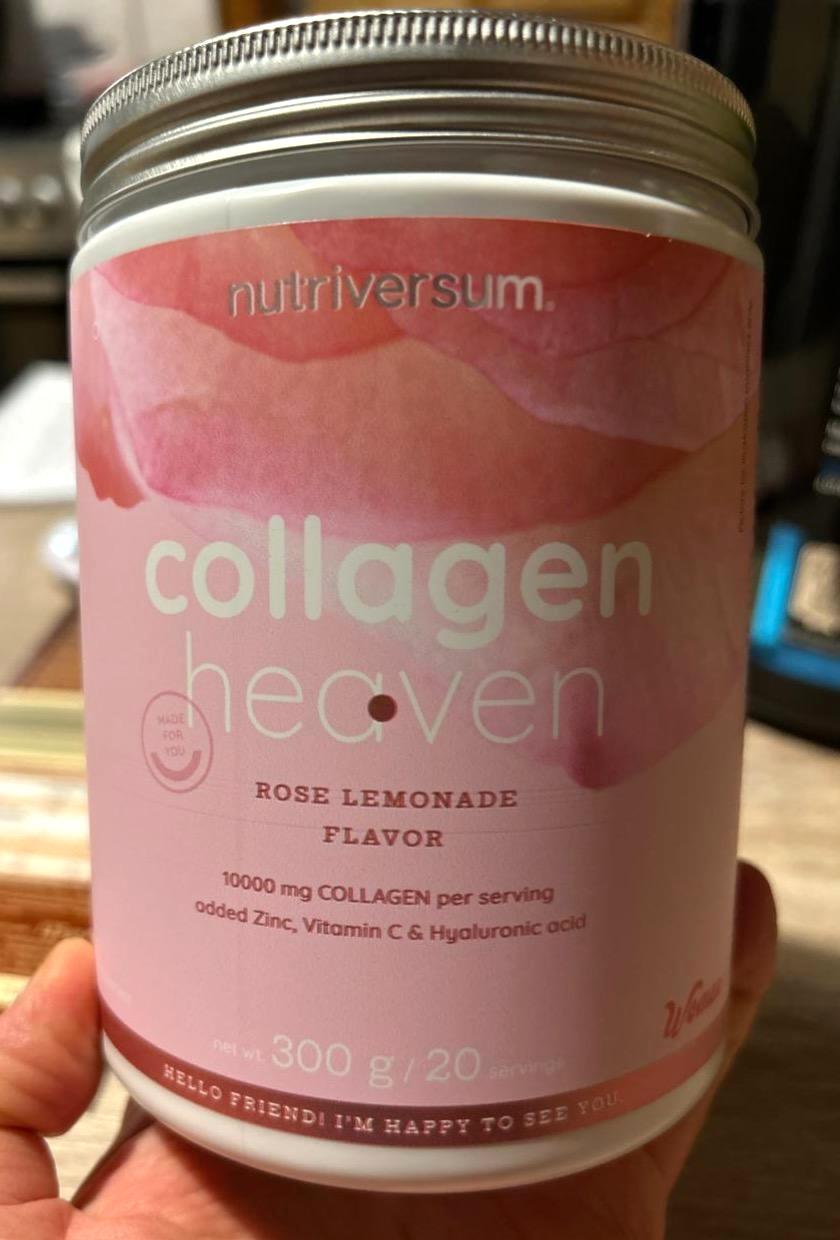 nutriversum.
collagen
heaven
MADE
FOR
YOU
ROSE LEMONADE
FLAVOR
10000 mg COLLAGEN per serving
added Zinc, Vitamin C & Hyaluronic acid
net wt. 300 g / 20 servings
HELLO FRIEND! I'M HAPPY TO SEE YOU.